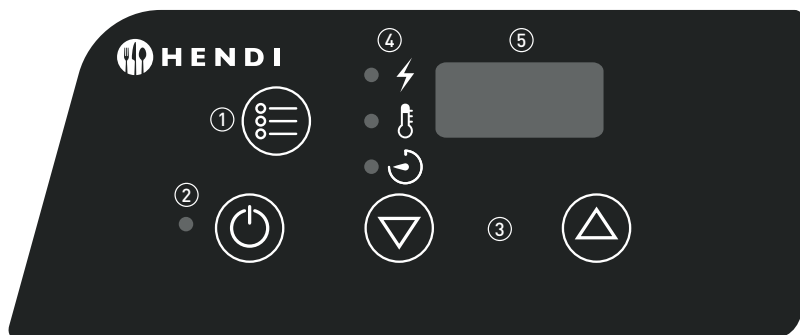 ④ ⑤
HENDI
①
②
③